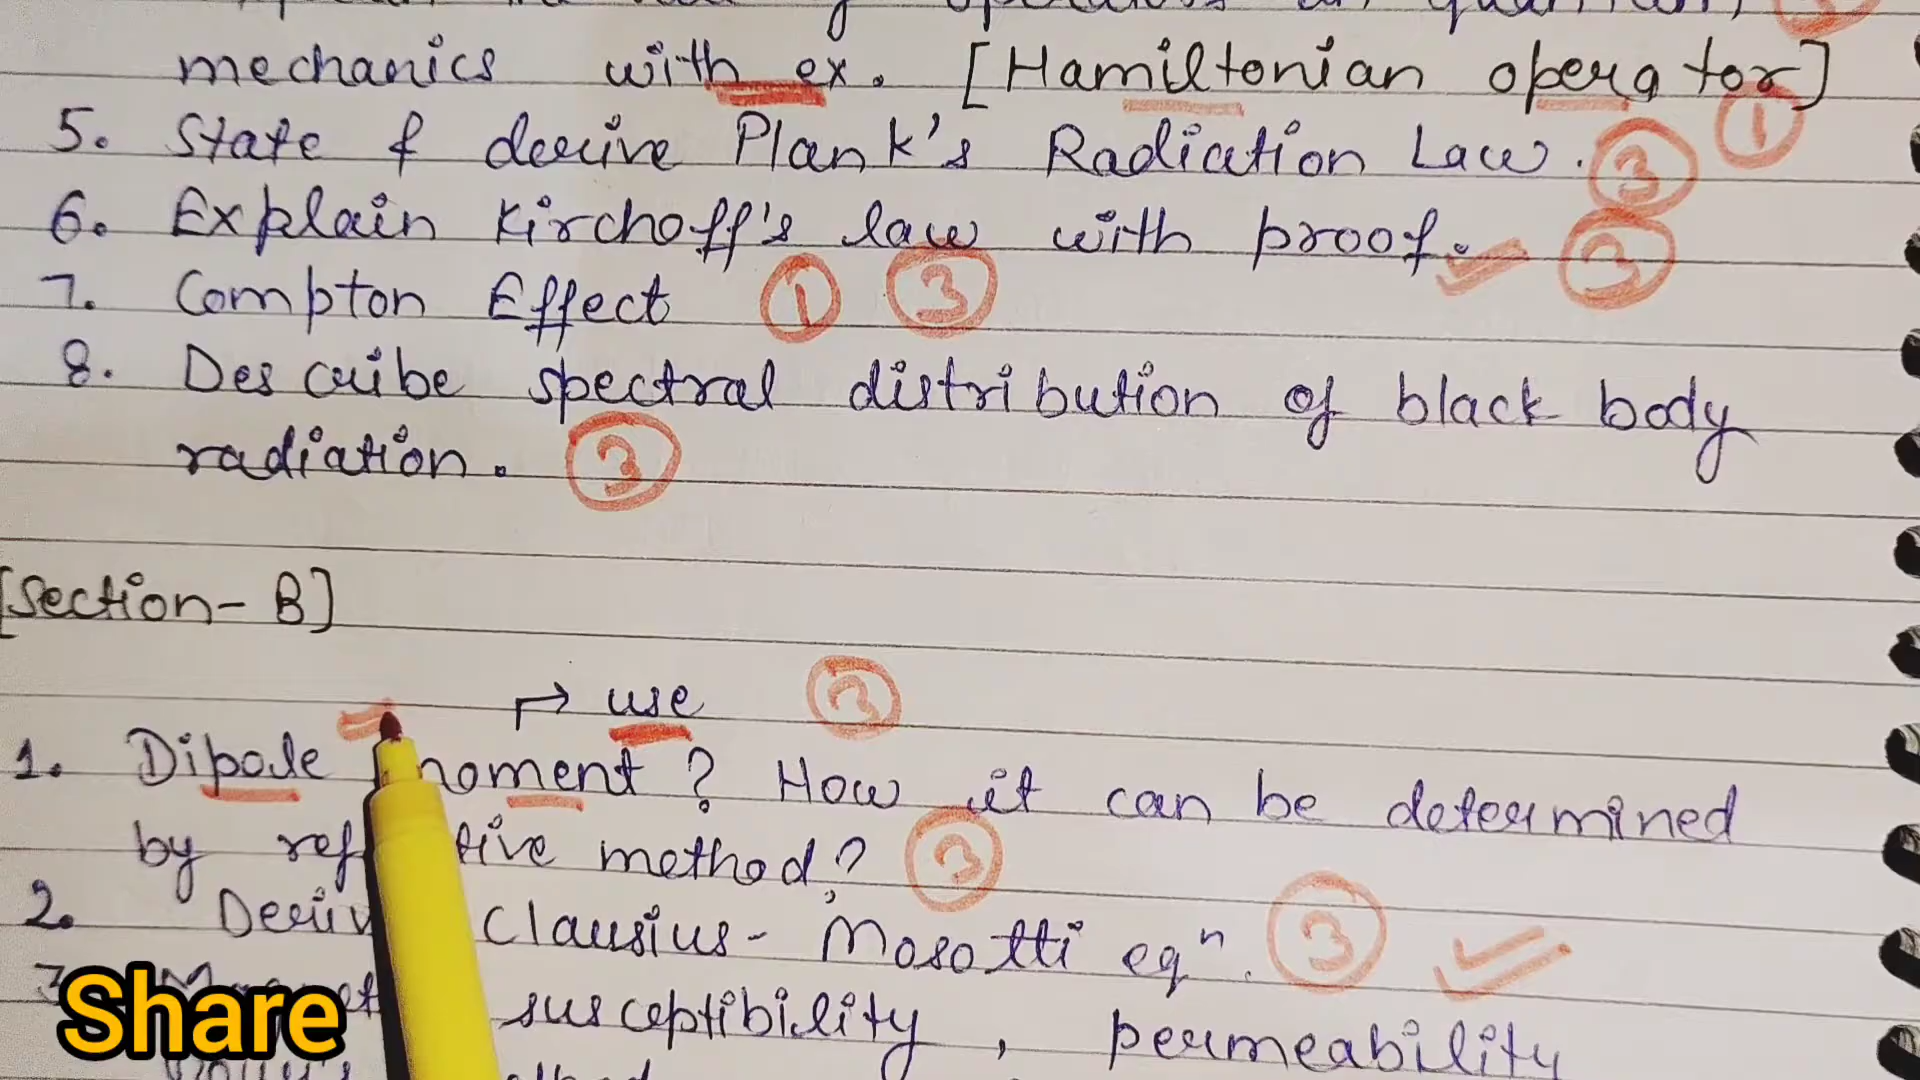 mechanics with ex. [Hamiltonian operator] ①
5. State & derive Plank's Radiation Law. ③
6. Explain Kirchoff's law with proof. ③
7. Compton Effect ① ③
8. Describe spectral distribution of black body
radiation. ③
[Section-B]
↱ use ③
1. Dipole moment? How it can be determined
by method? ③
2. Clausius-Mosotti eqⁿ. ③
3. susceptibility, permeability
Share